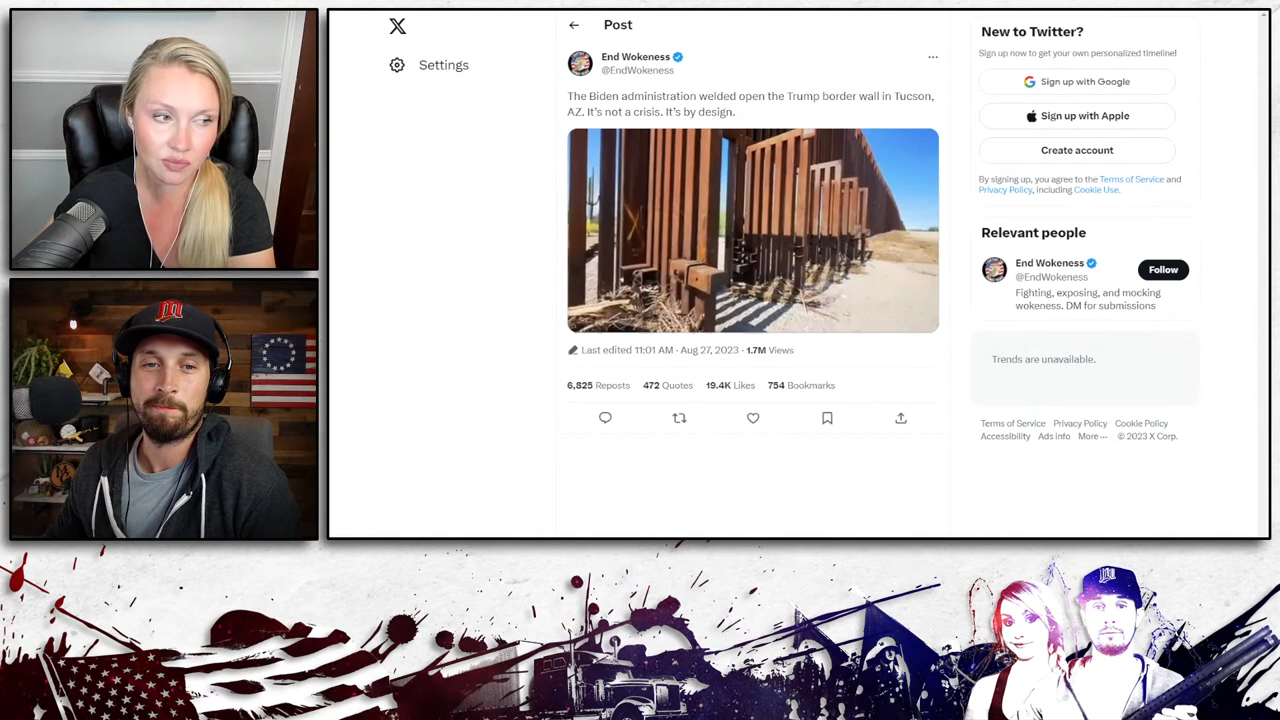 Post
Settings
End Wokeness
@EndWokeness
The Biden administration welded open the Trump border wall in Tucson,
AZ. It's not a crisis. It's by design.
Last edited 11:01 AM · Aug 27, 2023 · 1.7M Views
6,825 Reposts 472 Quotes 19.4K Likes 754 Bookmarks
New to Twitter?
Sign up now to get your own personalized timeline!
Sign up with Google
Sign up with Apple
Create account
By signing up, you agree to the Terms of Service and
Privacy Policy, including Cookie Use.
Relevant people
End Wokeness
@EndWokeness
Follow
Fighting, exposing, and mocking
wokeness. DM for submissions
Trends are unavailable.
Terms of Service Privacy Policy Cookie Policy
Accessibility Ads info More ··· © 2023 X Corp.